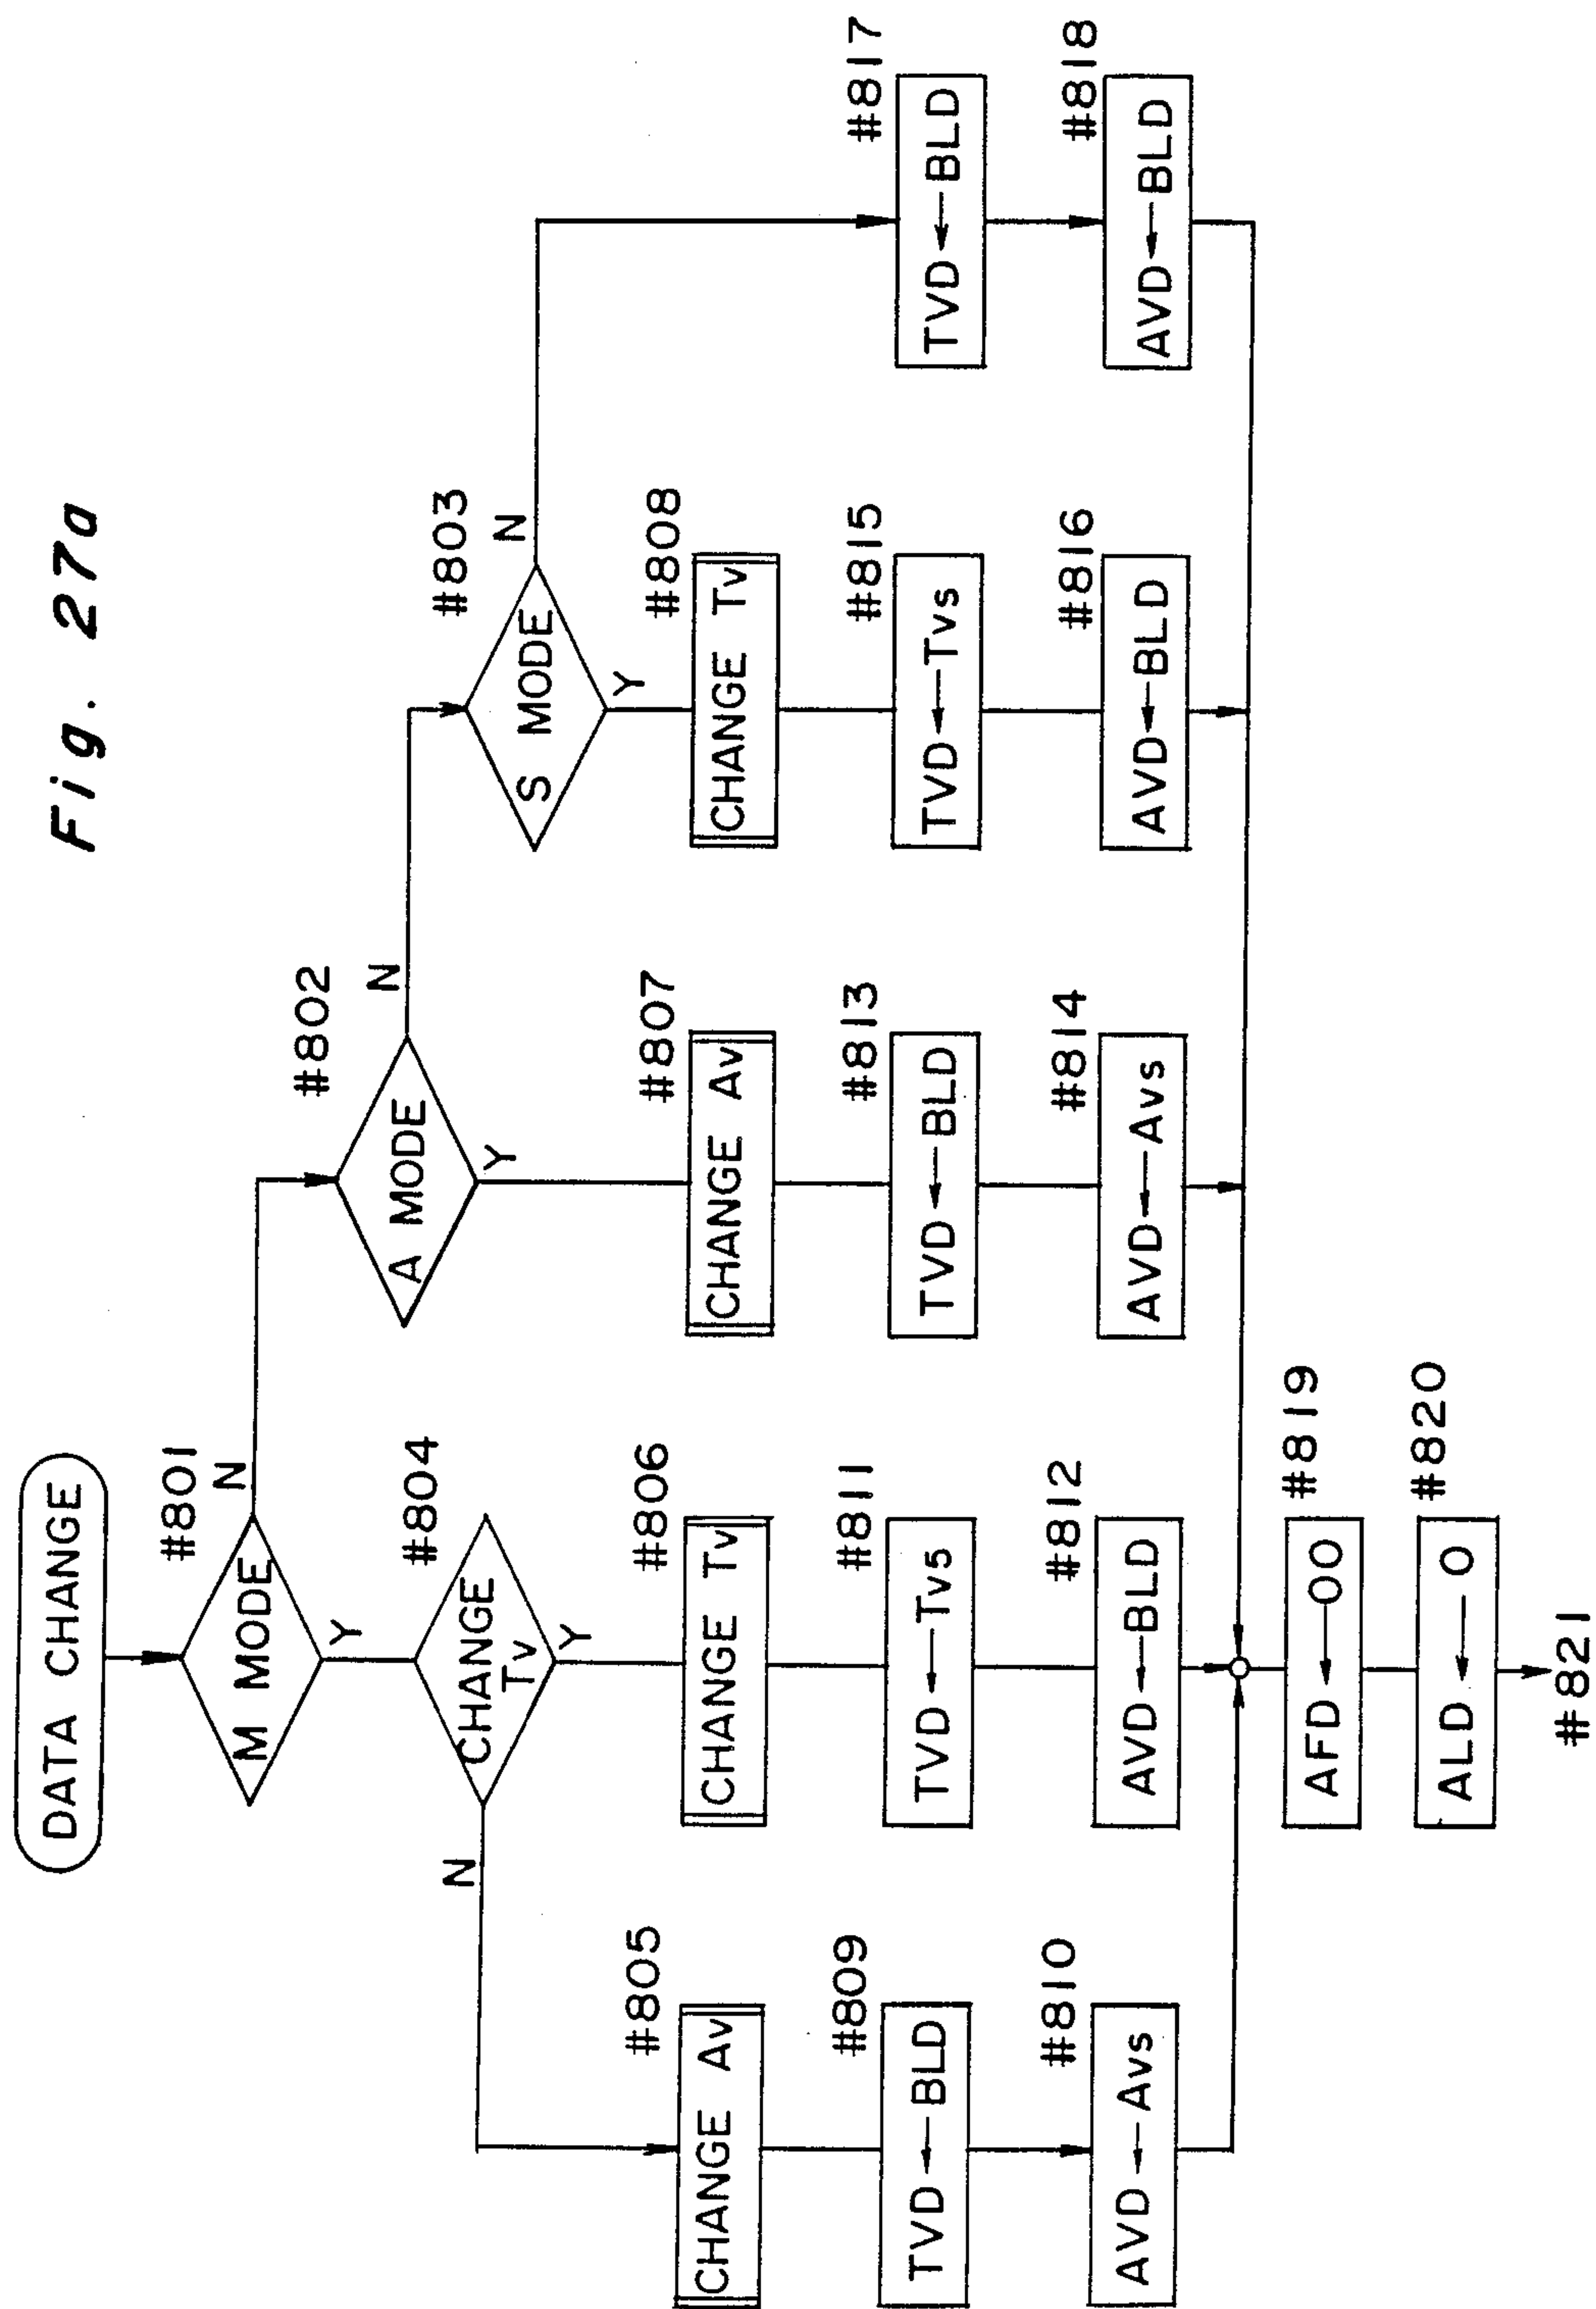 Fig. 27a
DATA CHANGE
#801
M MODE
N
Y
#802
A MODE
N
Y
#803
S MODE
N
Y
#804
CHANGE
Tv
N
Y
#805
CHANGE Av
#806
CHANGE Tv
#807
CHANGE Av
#808
CHANGE Tv
#809
TVD←BLD
#811
TVD←Tvs
#813
TVD←BLD
#815
TVD←Tvs
#817
TVD←BLD
#810
AVD←Avs
#812
AVD←BLD
#814
AVD←Avs
#816
AVD←BLD
#818
AVD←BLD
#819
AFD←00
#820
ALD←0
#821